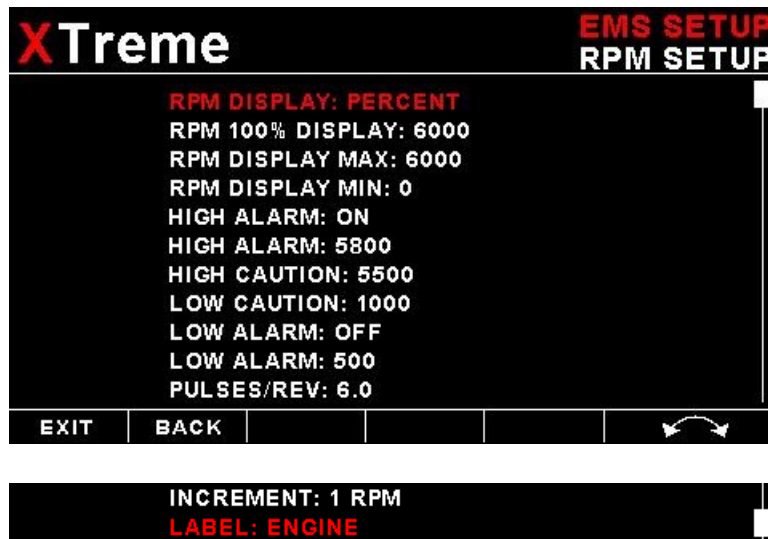 XTreme
EMS SETUP
RPM SETUP
RPM DISPLAY: PERCENT
RPM 100% DISPLAY: 6000
RPM DISPLAY MAX: 6000
RPM DISPLAY MIN: 0
HIGH ALARM: ON
HIGH ALARM: 5800
HIGH CAUTION: 5500
LOW CAUTION: 1000
LOW ALARM: OFF
LOW ALARM: 500
PULSES/REV: 6.0
EXIT BACK
INCREMENT: 1 RPM
LABEL: ENGINE